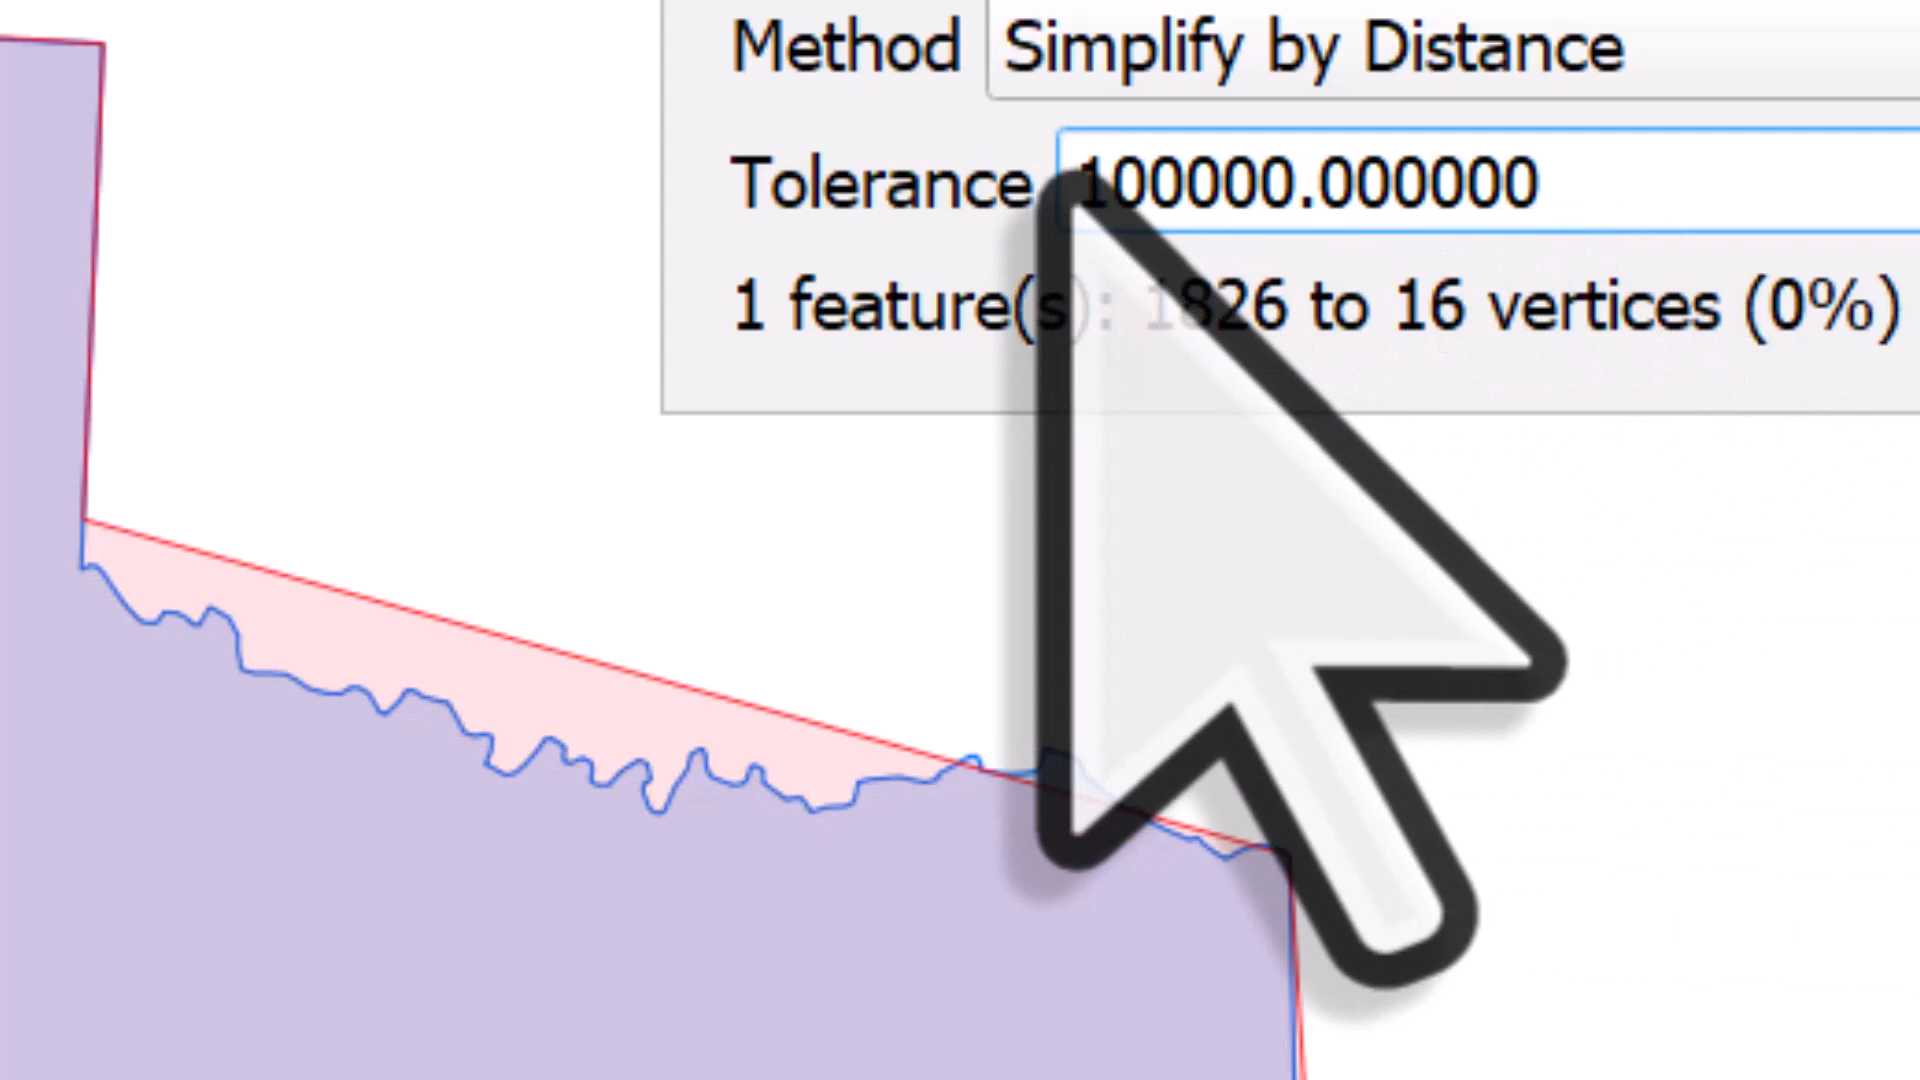 Method Simplify by Distance
Tolerance 100000.000000
1 feature(s): 1826 to 16 vertices (0%)